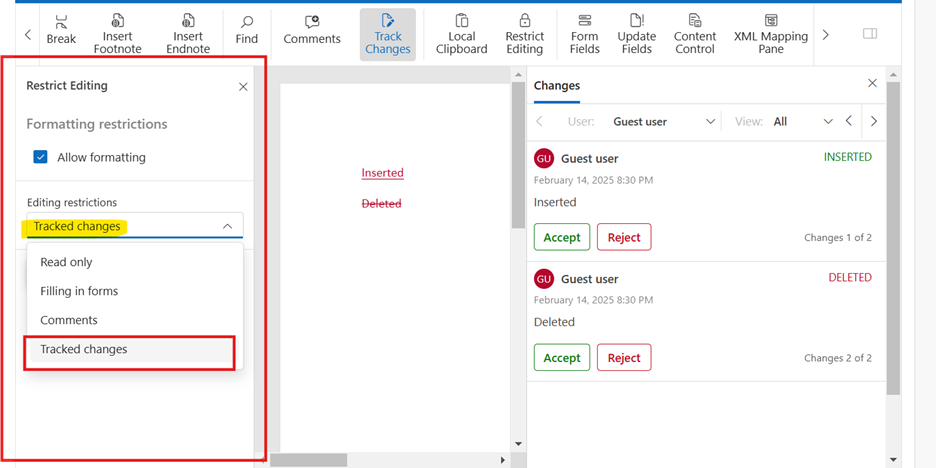 Break
Insert
Footnote
Insert
Endnote
Find
Comments
Track
Changes
Local
Clipboard
Restrict
Editing
Form
Fields
Update
Fields
Content
Control
XML Mapping
Pane
Restrict Editing
Formatting restrictions
Allow formatting
Editing restrictions
Tracked changes
Read only
Filling in forms
Comments
Tracked changes
Inserted
Deleted
Changes
User: Guest user View: All
GU Guest user INSERTED
February 14, 2025 8:30 PM
Inserted
Accept Reject Changes 1 of 2
GU Guest user DELETED
February 14, 2025 8:30 PM
Deleted
Accept Reject Changes 2 of 2